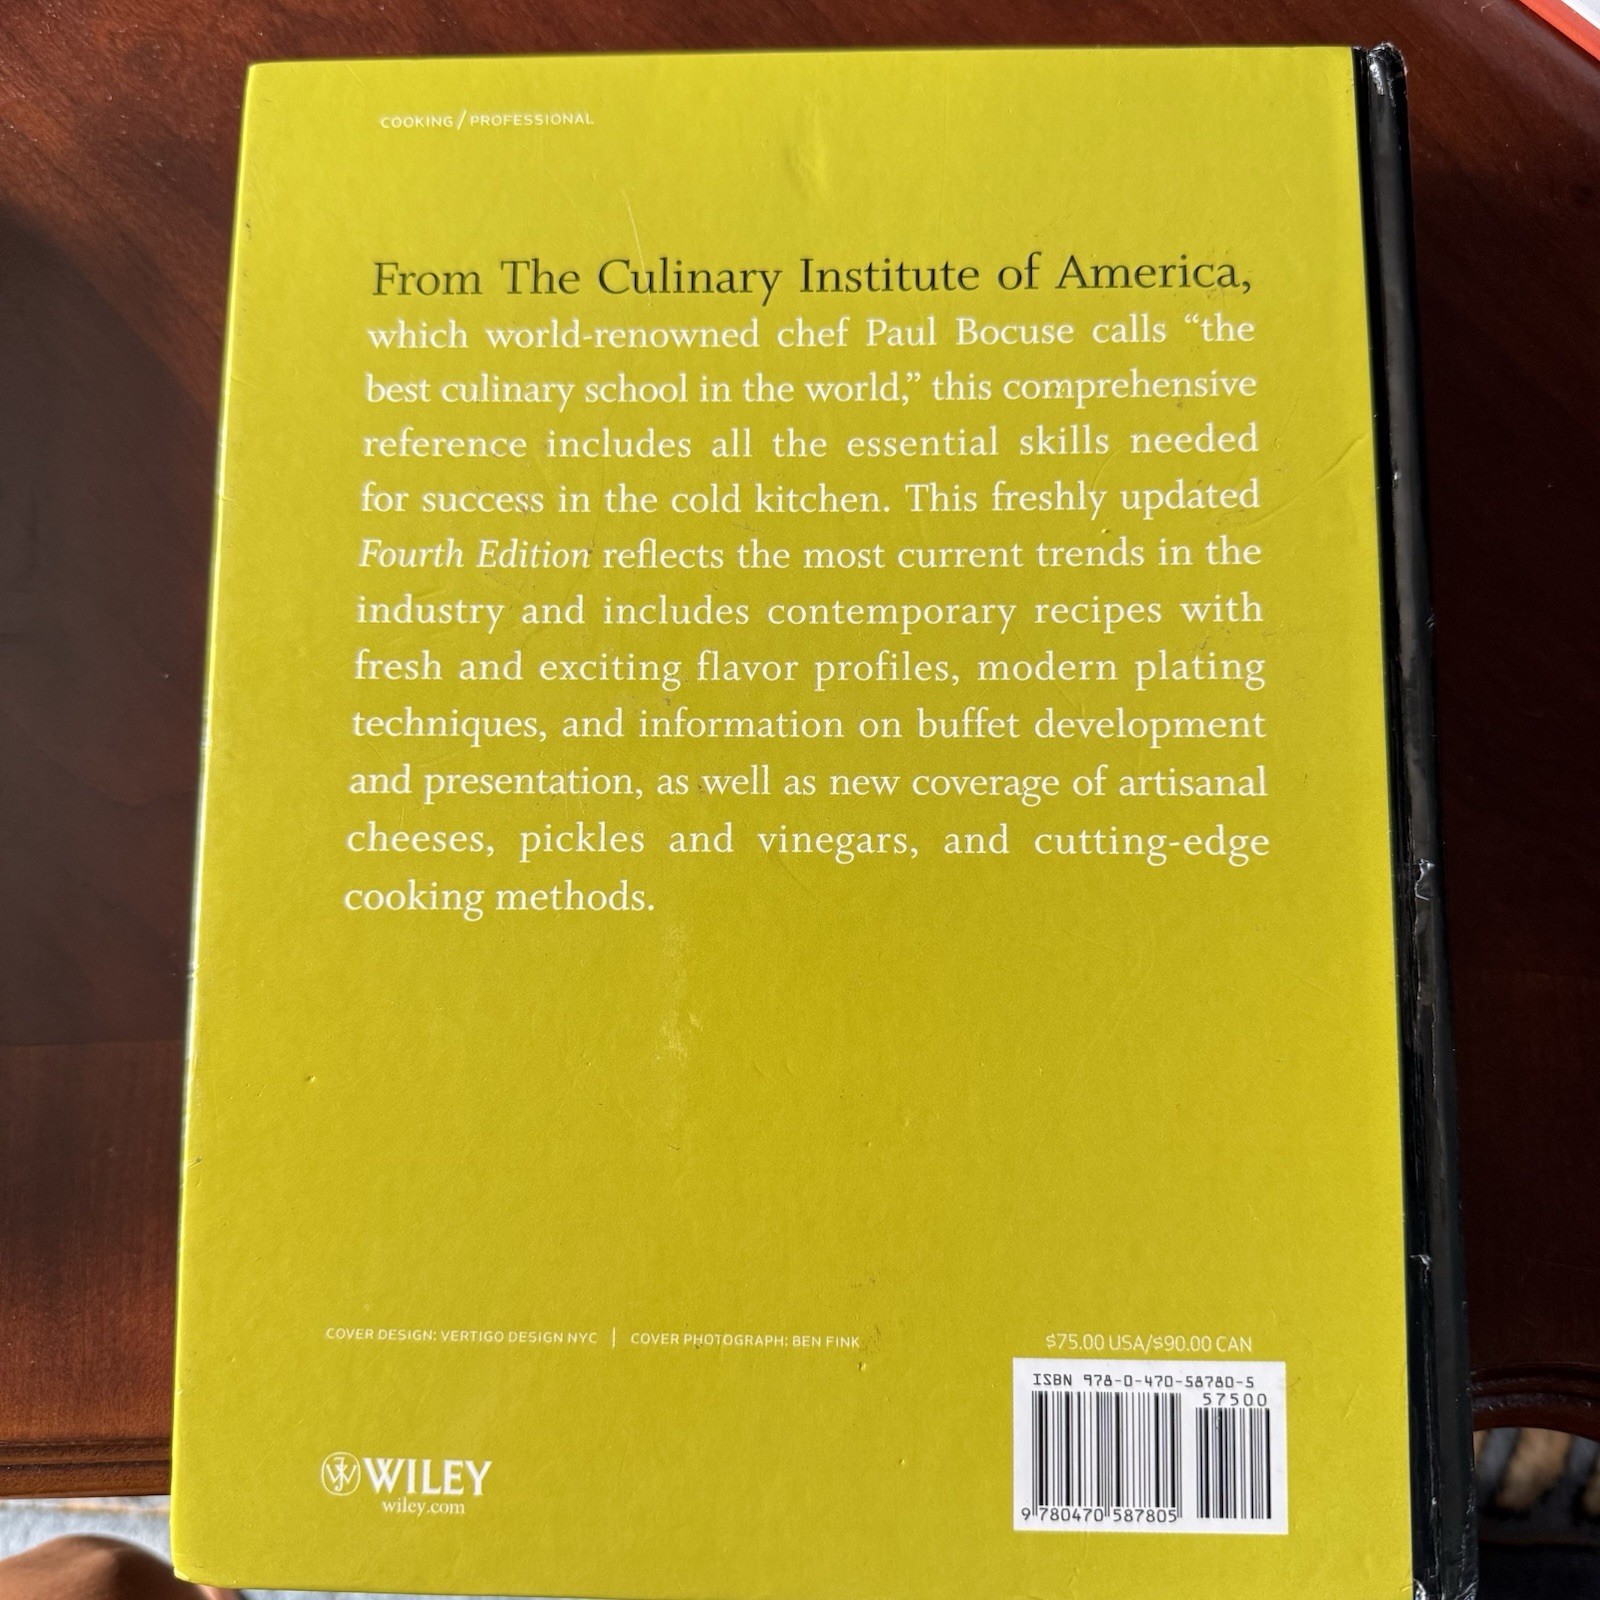 COOKING/PROFESSIONAL
From The Culinary Institute of America,
which world-renowned chef Paul Bocuse calls “the
best culinary school in the world,” this comprehensive
reference includes all the essential skills needed
for success in the cold kitchen. This freshly updated
Fourth Edition reflects the most current trends in the
industry and includes contemporary recipes with
fresh and exciting flavor profiles, modern plating
techniques, and information on buffet development
and presentation, as well as new coverage of artisanal
cheeses, pickles and vinegars, and cutting-edge
cooking methods.
COVER DESIGN: VERTIGO DESIGN NYC | COVER PHOTOGRAPH: BEN FINK
$75.00 USA/$90.00 CAN
ISBN 978-0-470-58780-5
57500
9 780470 587805
WILEY
wiley.com